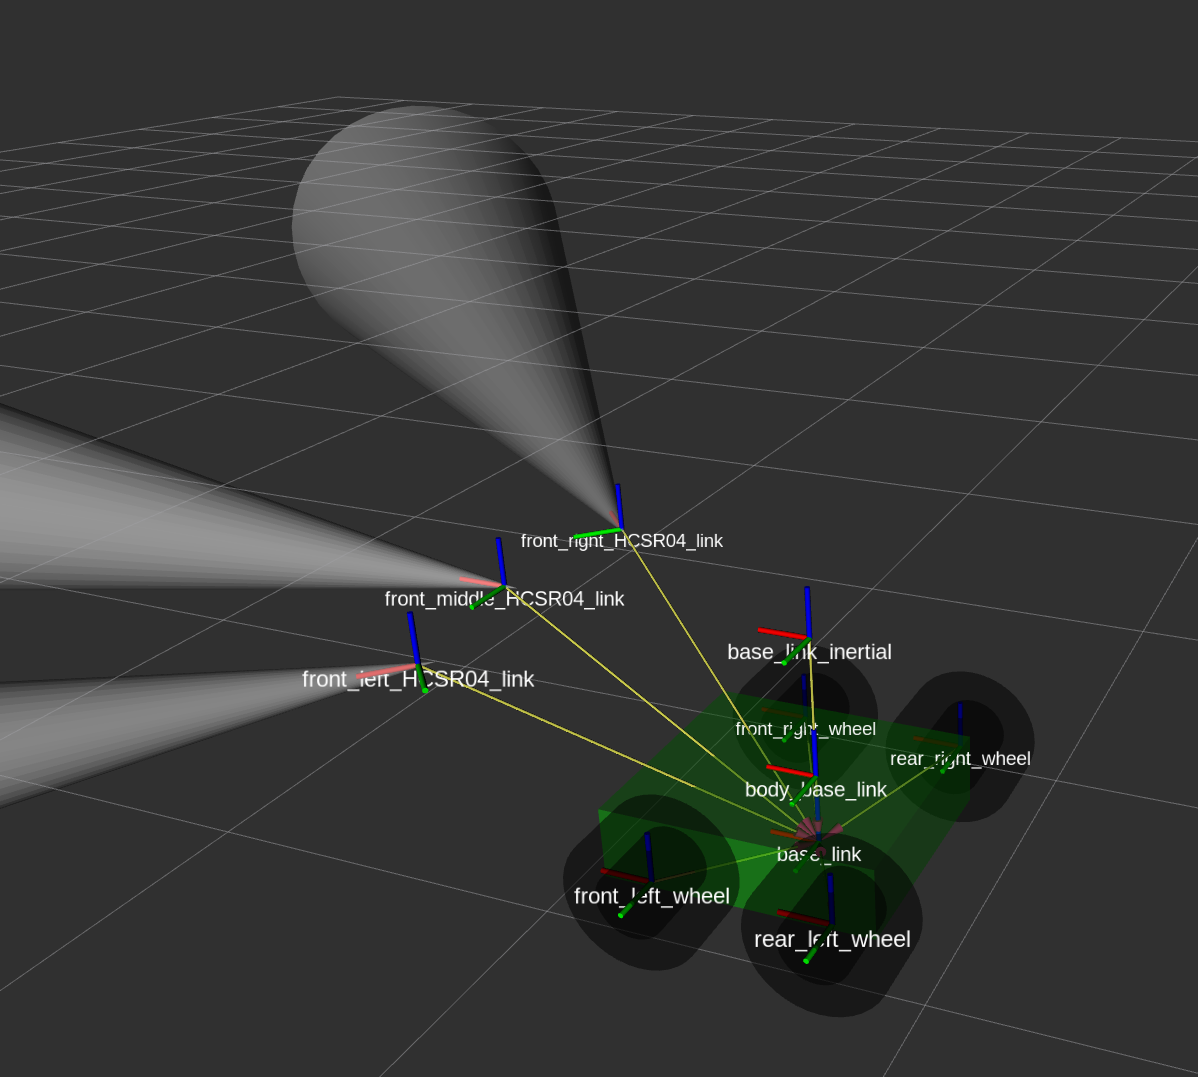 front_right_HCSR04_link
front_middle_HCSR04_link
front_left_HCSR04_link
base_link_inertial
front_right_wheel
rear_right_wheel
body_base_link
base_link
front_left_wheel
rear_left_wheel